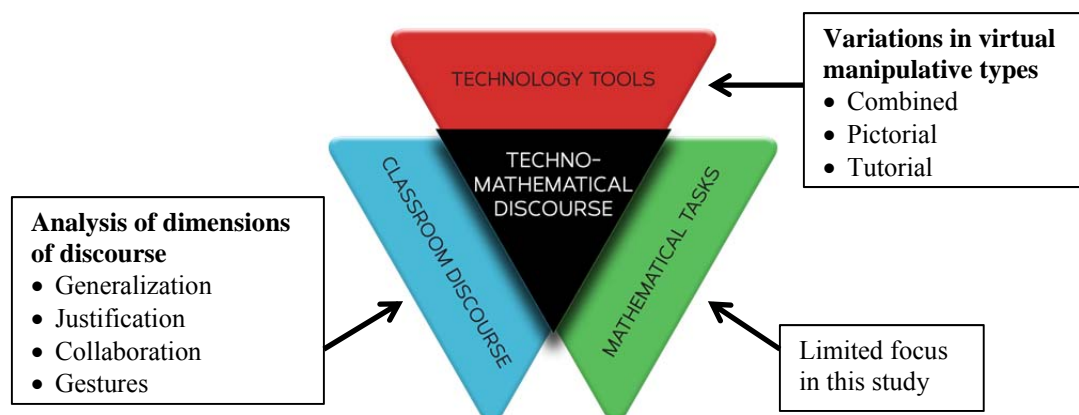 TECHNOLOGY TOOLS
Variations in virtual
manipulative types
• Combined
• Pictorial
• Tutorial
TECHNO-
MATHEMATICAL
DISCOURSE
CLASSROOM DISCOURSE
MATHEMATICAL TASKS
Analysis of dimensions
of discourse
• Generalization
• Justification
• Collaboration
• Gestures
Limited focus
in this study